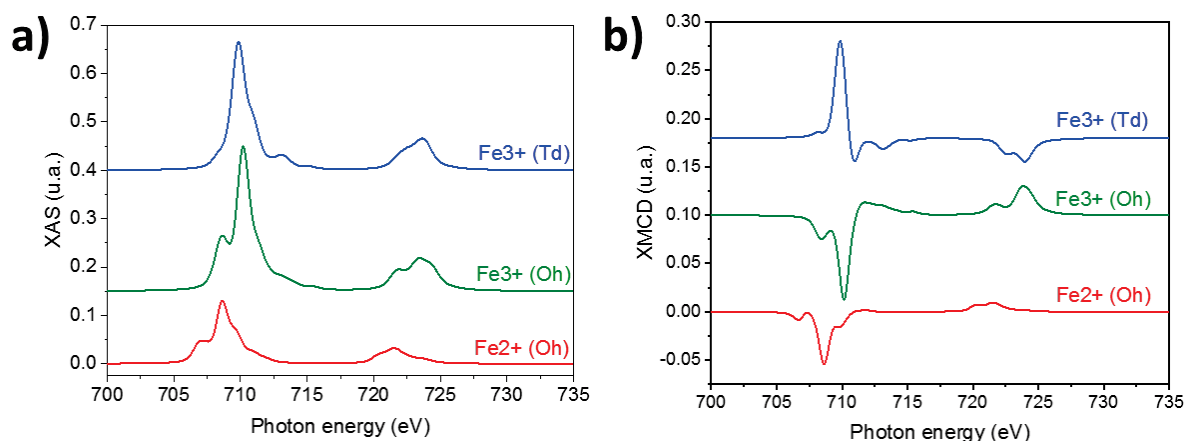 a)
0.7
0.6
0.5
0.4
0.3
0.2
0.1
0.0
XAS (u.a.)
Fe3+ (Td)
Fe3+ (Oh)
Fe2+ (Oh)
700 705 710 715 720 725 730 735
Photon energy (eV)
b)
0.30
0.25
0.20
0.15
0.10
0.05
0.00
-0.05
XMCD (u.a.)
Fe3+ (Td)
Fe3+ (Oh)
Fe2+ (Oh)
700 705 710 715 720 725 730 735
Photon energy (eV)